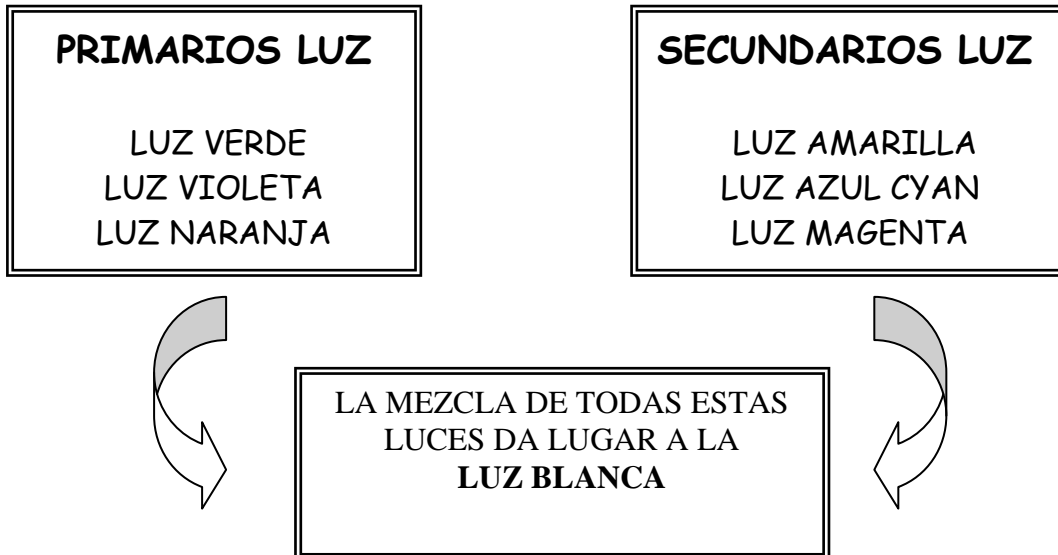 PRIMARIOS LUZ
LUZ VERDE
LUZ VIOLETA
LUZ NARANJA
SECUNDARIOS LUZ
LUZ AMARILLA
LUZ AZUL CYAN
LUZ MAGENTA
LA MEZCLA DE TODAS ESTAS
LUCES DA LUGAR A LA
LUZ BLANCA